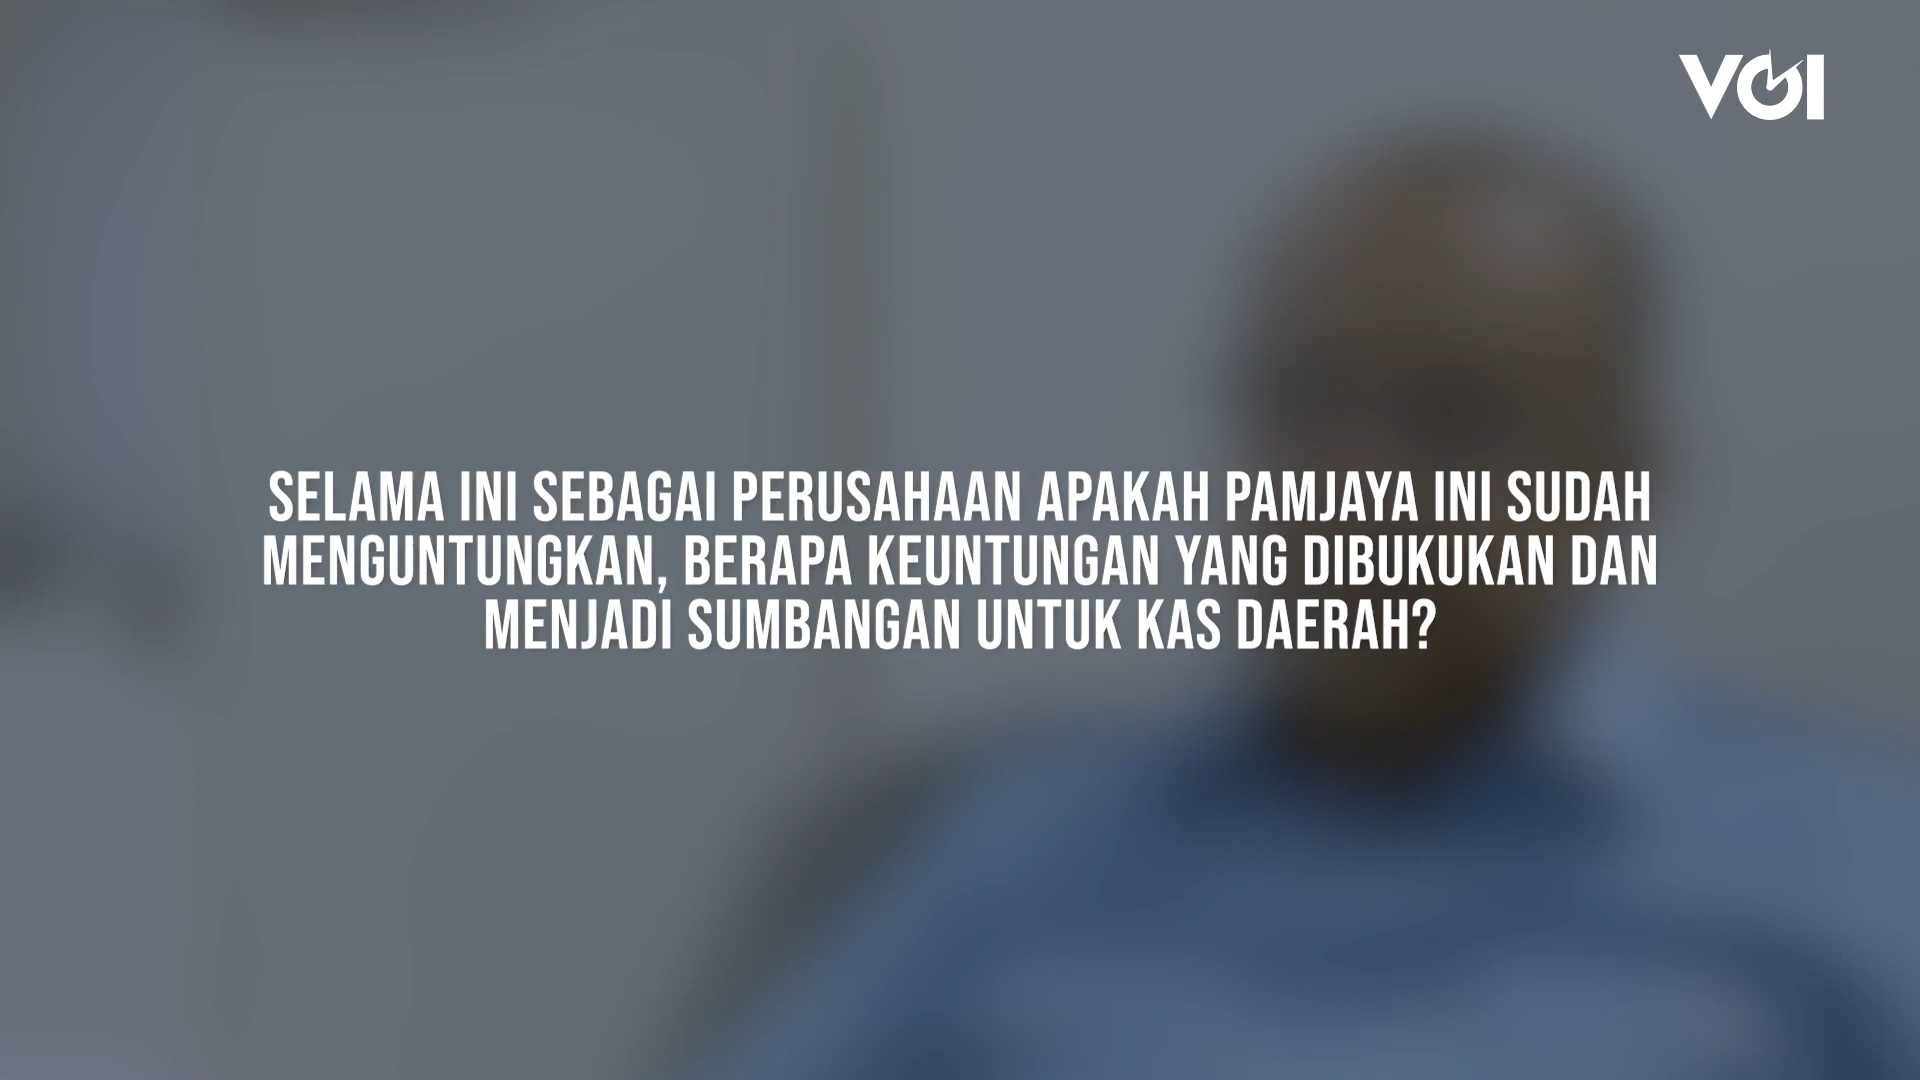 VOI
SELAMA INI SEBAGAI PERUSAHAAN APAKAH PAMJAYA INI SUDAH
MENGUNTUNGKAN, BERAPA KEUNTUNGAN YANG DIBUKUKAN DAN
MENJADI SUMBANGAN UNTUK KAS DAERAH?